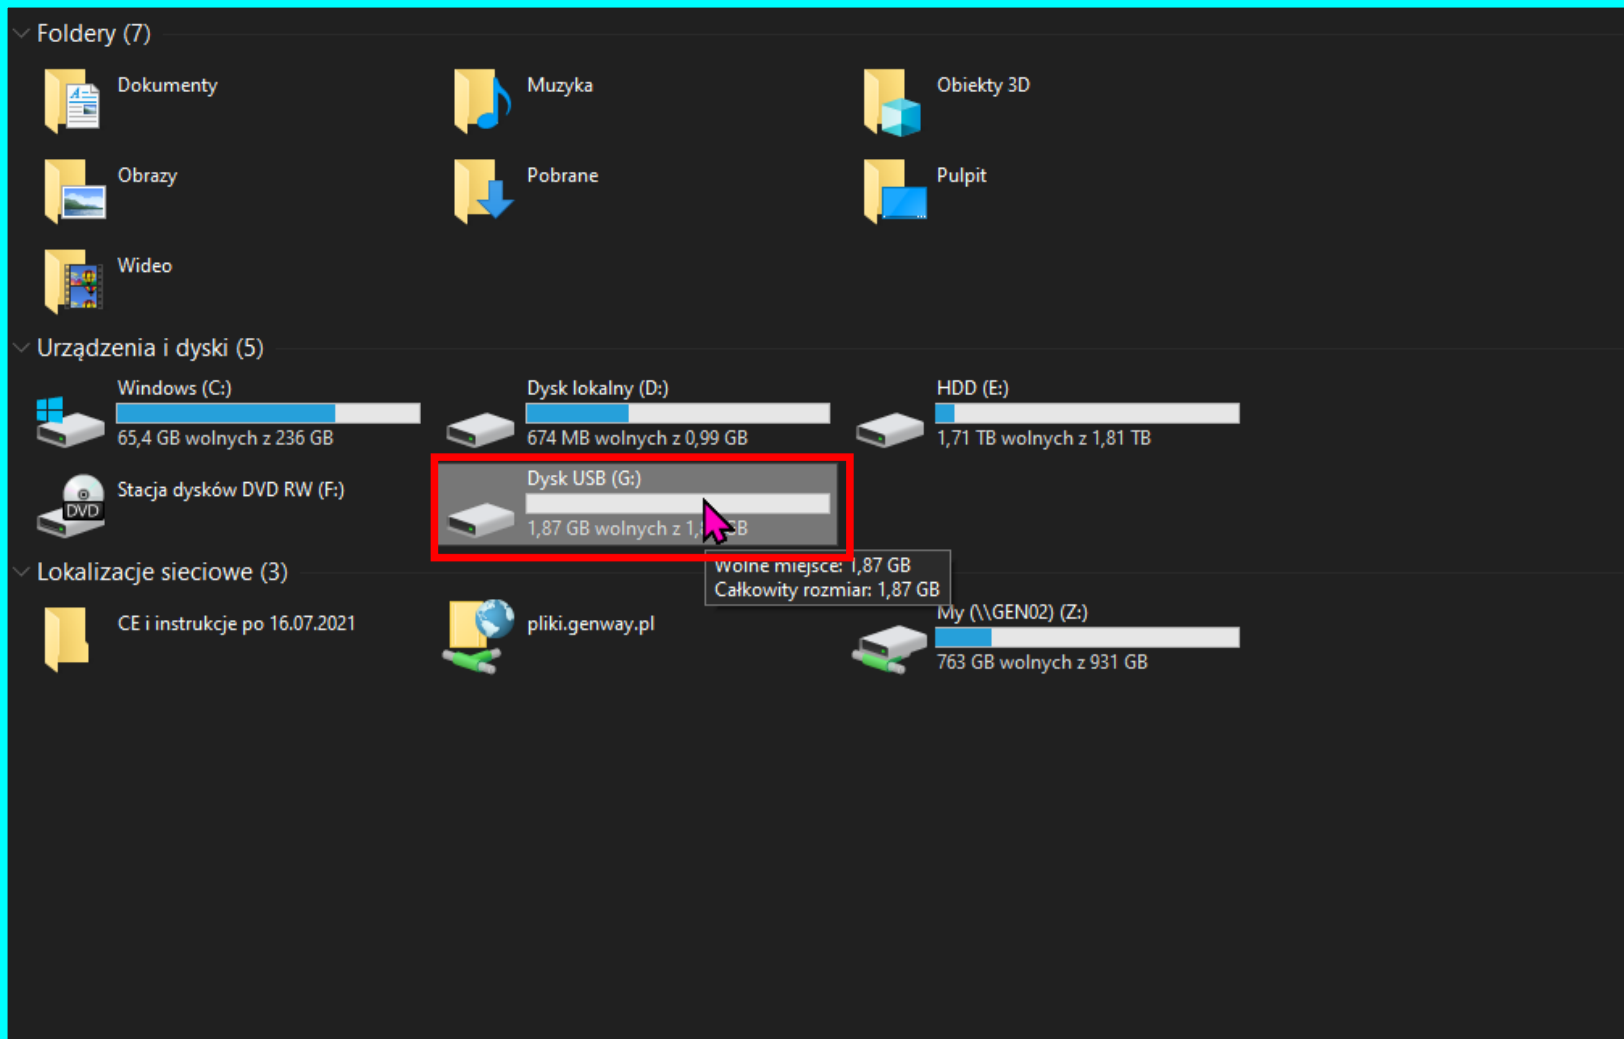 Foldery (7)
Dokumenty
Muzyka
Obiekty 3D
Obrazy
Pobrane
Pulpit
Wideo
Urządzenia i dyski (5)
Windows (C:)
65,4 GB wolnych z 236 GB
Dysk lokalny (D:)
674 MB wolnych z 0,99 GB
HDD (E:)
1,71 TB wolnych z 1,81 TB
Stacja dysków DVD RW (F:)
DVD
Dysk USB (G:)
1,87 GB wolnych z 1, GB
Wolne miejsce: 1,87 GB
Całkowity rozmiar: 1,87 GB
Lokalizacje sieciowe (3)
CE i instrukcje po 16.07.2021
pliki.genway.pl
My (\\GEN02) (Z:)
763 GB wolnych z 931 GB